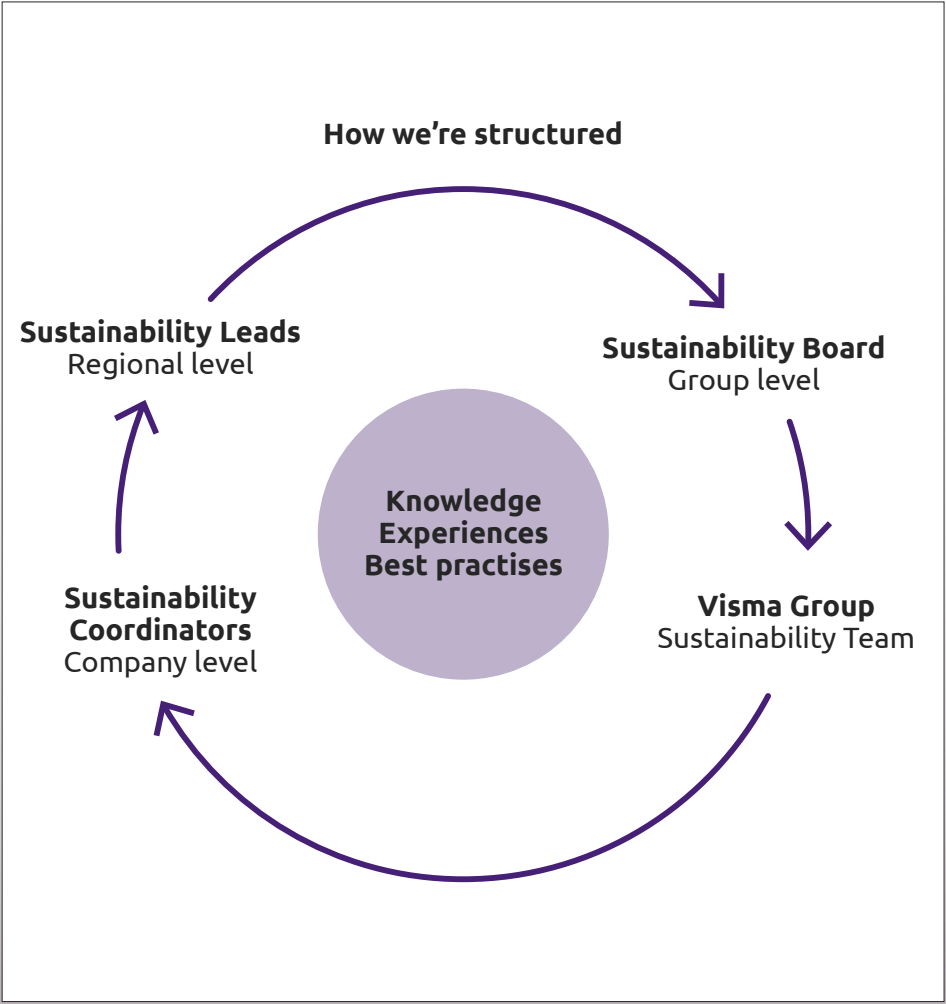 How we’re structured
Sustainability Leads
Regional level
Sustainability Board
Group level
Knowledge
Experiences
Best practises
Sustainability
Coordinators
Company level
Visma Group
Sustainability Team